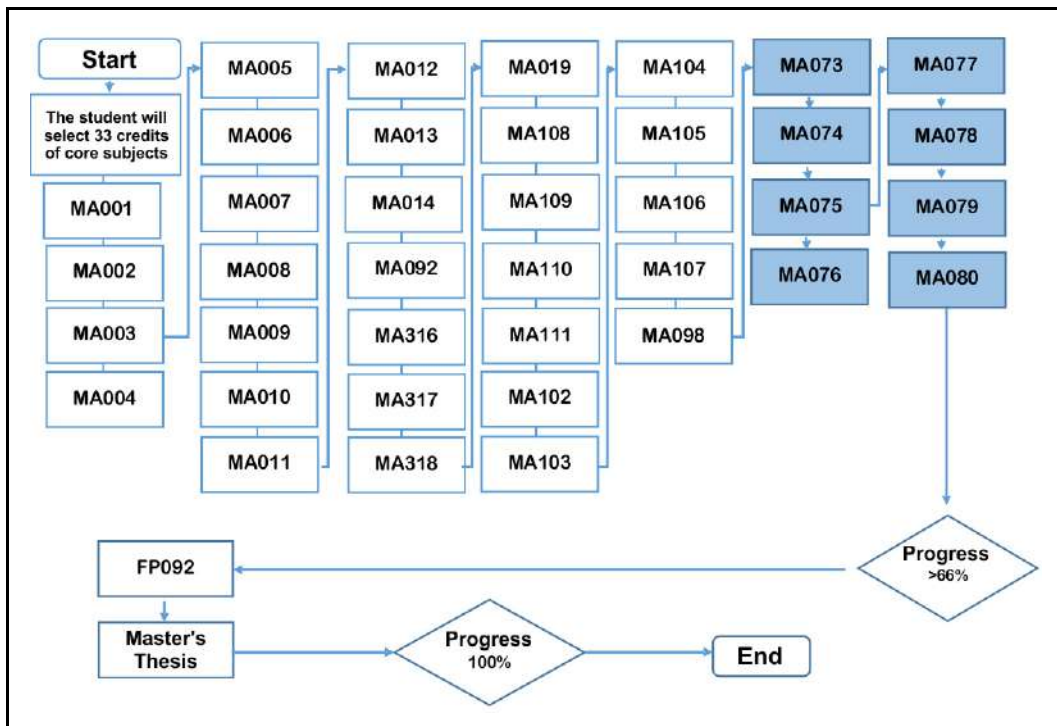 Start
The student will
select 33 credits
of core subjects
MA001
MA002
MA003
MA004
MA005
MA006
MA007
MA008
MA009
MA010
MA011
MA012
MA013
MA014
MA092
MA316
MA317
MA318
MA019
MA108
MA109
MA110
MA111
MA102
MA103
MA104
MA105
MA106
MA107
MA098
MA073
MA074
MA075
MA076
MA077
MA078
MA079
MA080
Progress
>66%
FP092
Master's
Thesis
Progress
100%
End